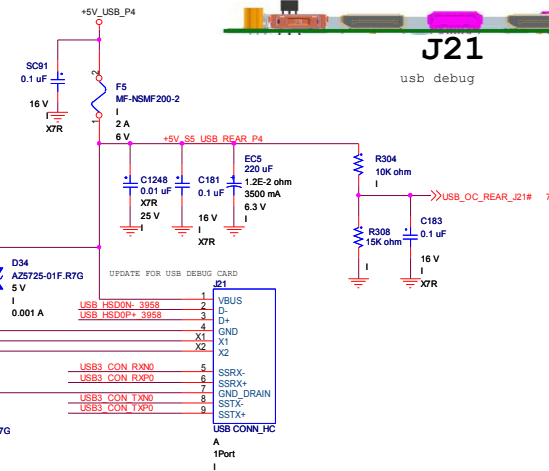 +5V_USB_P4
J21
usb debug
SC91
0.1 uF
16 V
I
X7R
2
F5
MF-NSMF200-2
I
2 A
6 V
1
+5V_S5_USB_REAR_P4
C1248
0.01 uF
X7R
25 V
I
C181
0.1 uF
16 V
I
X7R
EC5
220 uF
1.2E-2 ohm
3500 mA
6.3 V
I
R304
10K ohm
I
USB_OC_REAR_J21# 7
R308
15K ohm
I
C183
0.1 uF
16 V
I
X7R
D34
AZ5725-01F.R7G
5 V
I
0.001 A
UPDATE FOR USB DEBUG CARD
J21
1 VBUS
USB_HSD0N-_3958 2 D-
USB_HSD0P+_3958 3 D+
4 GND
X1 X1
X2 X2
USB3_CON_RXN0 5 SSRX-
USB3_CON_RXP0 6 SSRX+
7 GND_DRAIN
USB3_CON_TXN0 8 SSTX-
USB3_CON_TXP0 9 SSTX+
7G
USB CONN_HC
A
1Port
I